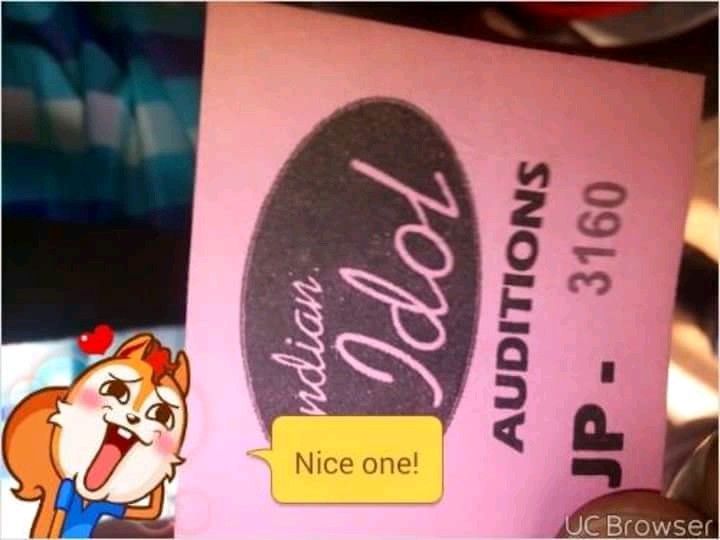 ndian
Idol
AUDITIONS
JP - 3160
Nice one!
UC Browser